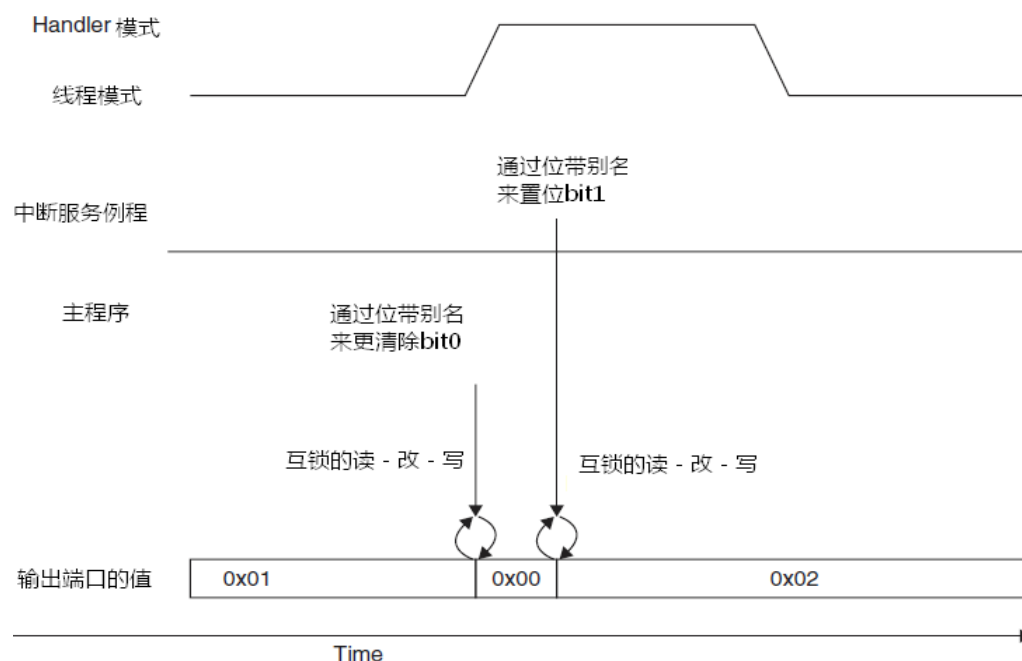 Handler 模式
线程模式
通过位带别名
来置位bit1
中断服务例程
主程序
通过位带别名
来更清除bit0
互锁的读 - 改 - 写
互锁的读 - 改 - 写
输出端口的值
0x01
0x00
0x02
Time